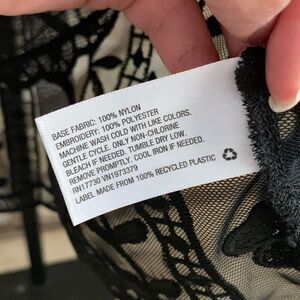 BASE FABRIC: 100% NYLON
EMBROIDERY: 100% POLYESTER
MACHINE WASH COLD WITH LIKE COLORS.
GENTLE CYCLE. ONLY NON-CHLORINE
BLEACH IF NEEDED. TUMBLE DRY LOW.
REMOVE PROMPTLY. COOL IRON IF NEEDED.
RN17730 VN1973379
LABEL MADE FROM 100% RECYCLED PLASTIC